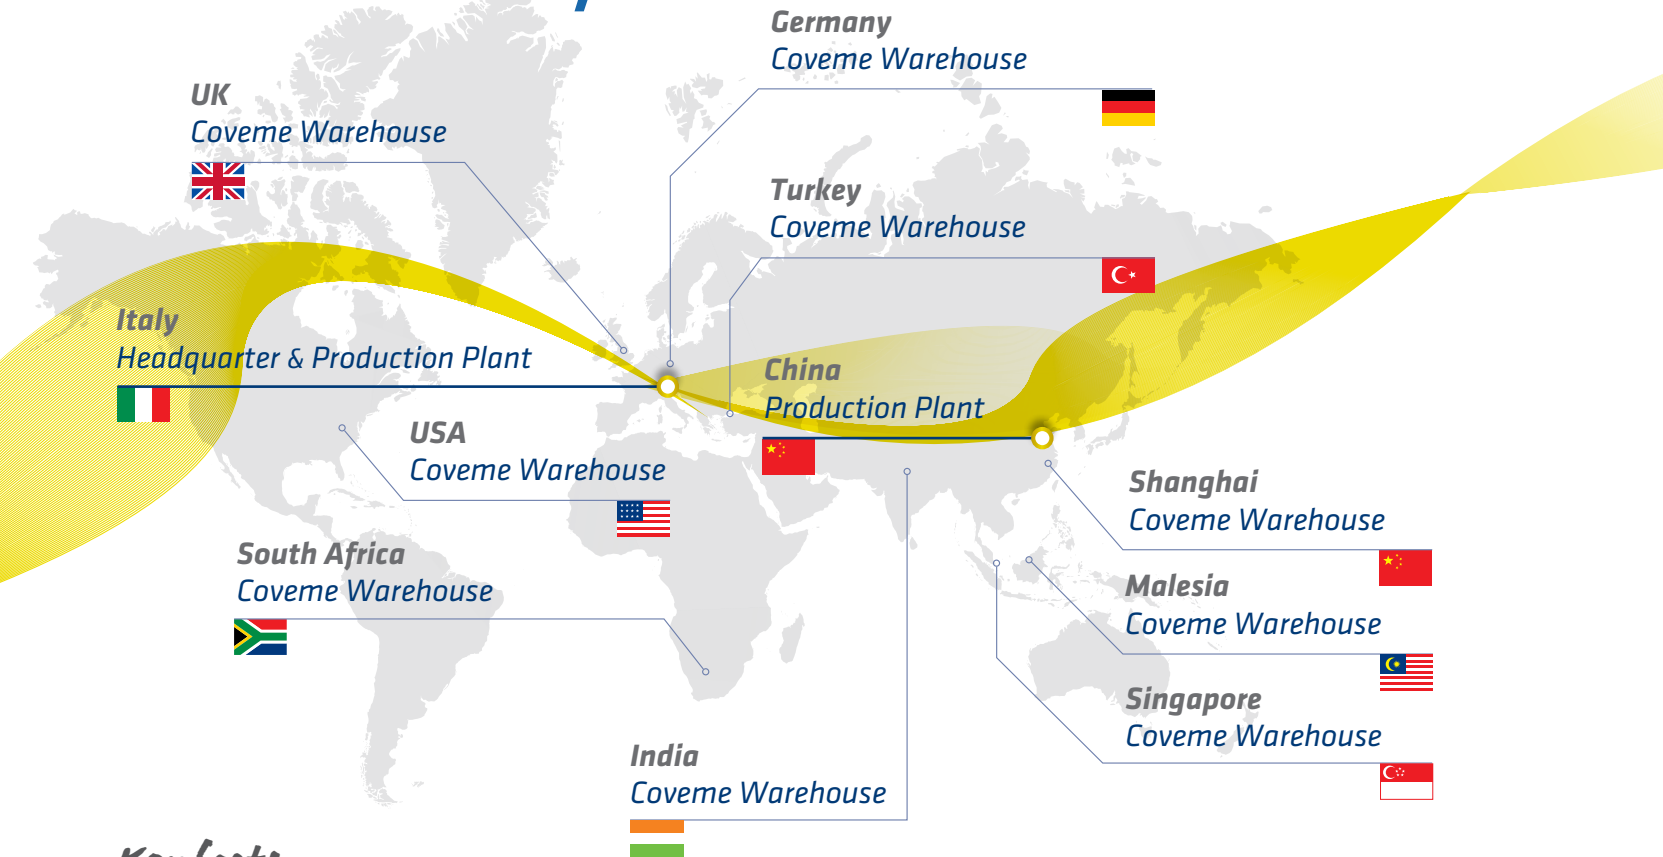 Germany
Coveme Warehouse
UK
Coveme Warehouse
Turkey
Coveme Warehouse
Italy
Headquarter & Production Plant
China
Production Plant
USA
Coveme Warehouse
Shanghai
Coveme Warehouse
South Africa
Coveme Warehouse
Malesia
Coveme Warehouse
Singapore
Coveme Warehouse
India
Coveme Warehouse